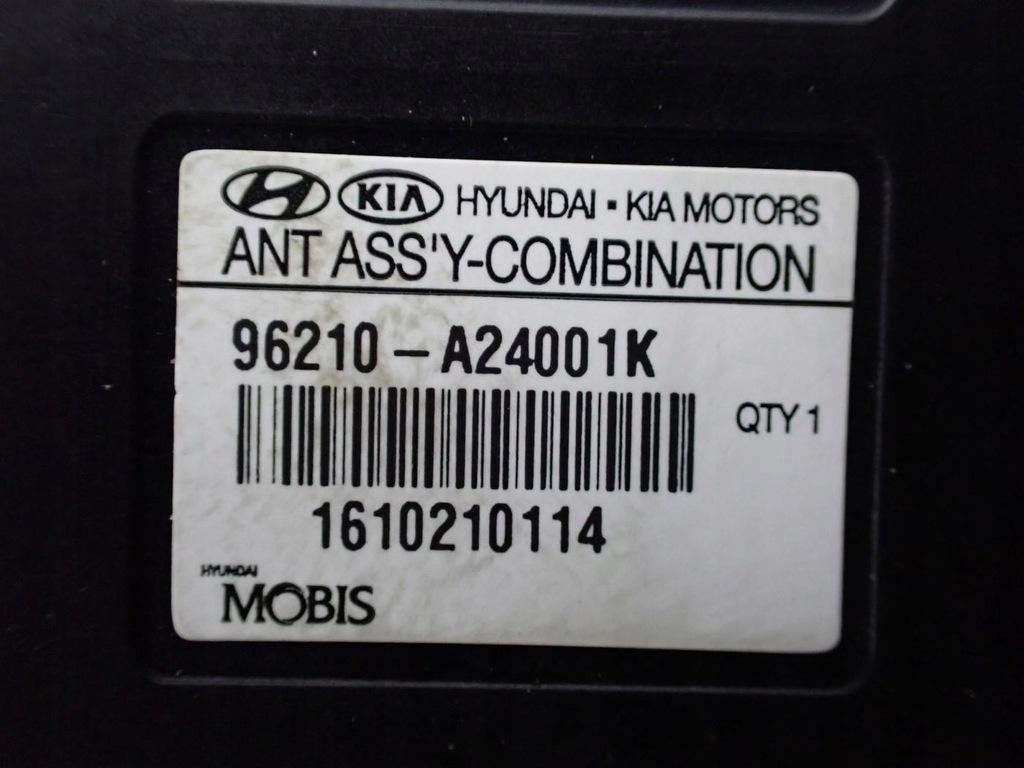 KIA HYUNDAI · KIA MOTORS
ANT ASS'Y-COMBINATION
96210 - A24001K
QTY 1
1610210114
HYUNDAI
MOBIS